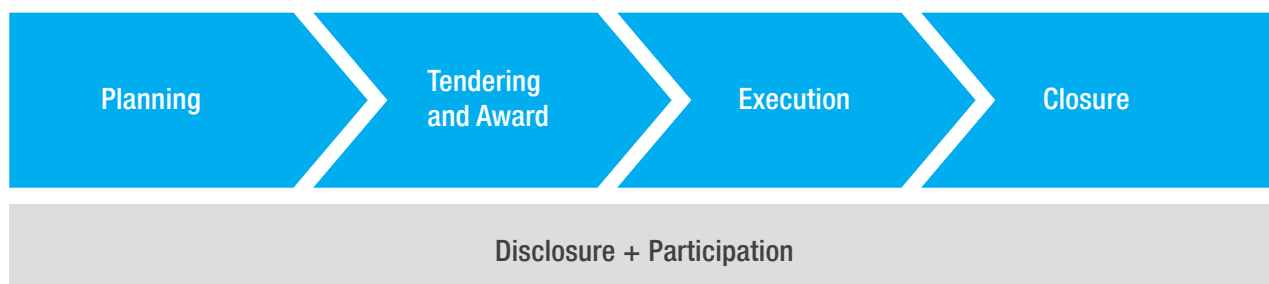 Planning
Tendering
and Award
Execution
Closure
Disclosure + Participation